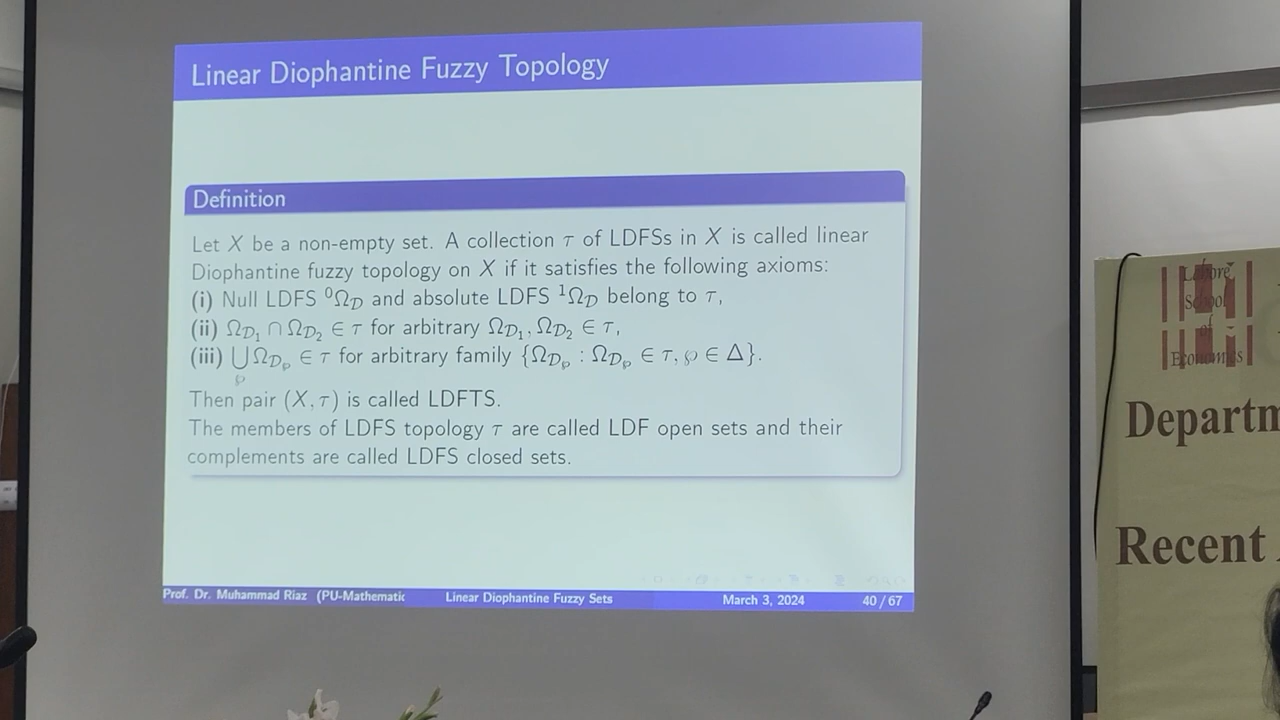 Linear Diophantine Fuzzy Topology
Definition
Let X be a non-empty set. A collection τ of LDFSs in X is called linear
Diophantine fuzzy topology on X if it satisfies the following axioms:
(i) Null LDFS ⁰Ω_𝒟 and absolute LDFS ¹Ω_𝒟 belong to τ,
(ii) Ω_𝒟₁ ∩ Ω_𝒟₂ ∈ τ for arbitrary Ω_𝒟₁, Ω_𝒟₂ ∈ τ,
(iii) ⋃_℘ Ω_𝒟_℘ ∈ τ for arbitrary family {Ω_𝒟_℘ : Ω_𝒟_℘ ∈ τ, ℘ ∈ Δ}.
Then pair (X, τ) is called LDFTS.
The members of LDFS topology τ are called LDF open sets and their
complements are called LDFS closed sets.
Prof. Dr. Muhammad Riaz (PU-Mathematic Linear Diophantine Fuzzy Sets March 3, 2024 40 / 67
Lahore
School
of
Economics
Departm
Recent